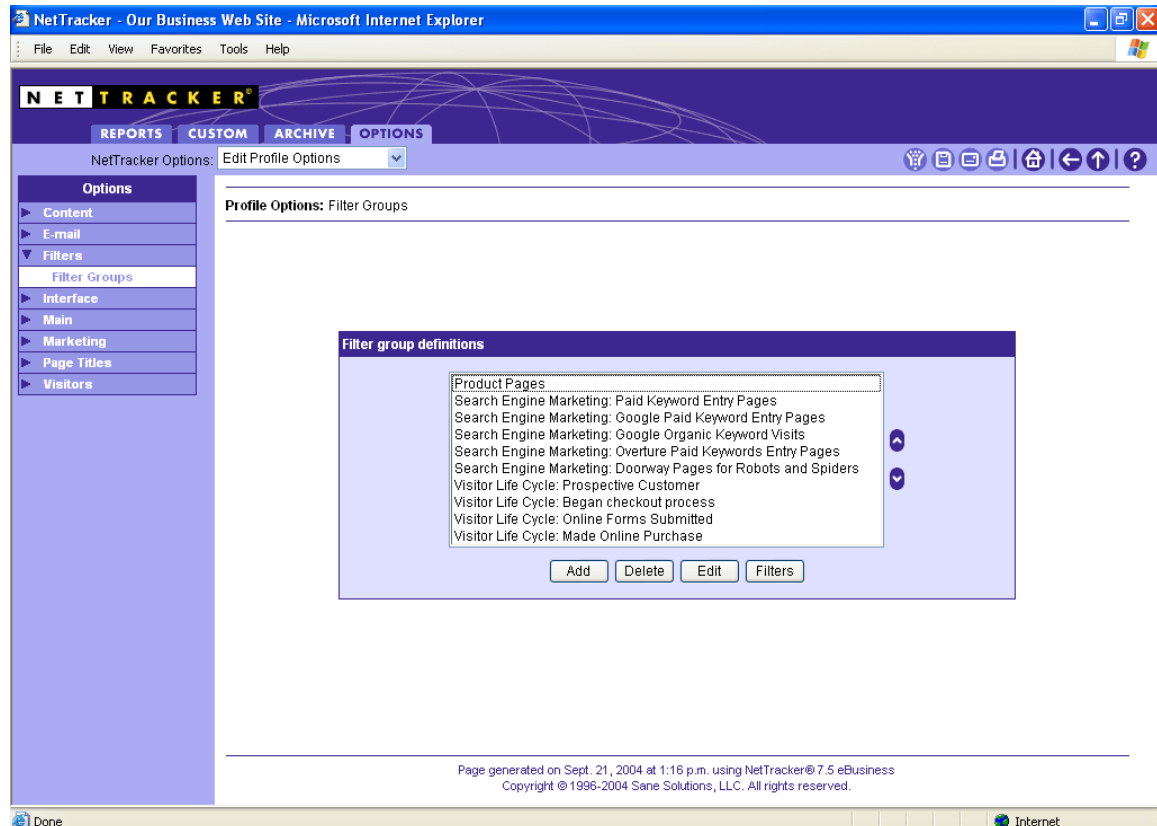 NetTracker - Our Business Web Site - Microsoft Internet Explorer
File Edit View Favorites Tools Help
NETTRACKER®
REPORTS CUSTOM ARCHIVE OPTIONS
NetTracker Options: Edit Profile Options
Options
Content
E-mail
Filters
Filter Groups
Interface
Main
Marketing
Page Titles
Visitors
Profile Options: Filter Groups
Filter group definitions
Product Pages
Search Engine Marketing: Paid Keyword Entry Pages
Search Engine Marketing: Google Paid Keyword Entry Pages
Search Engine Marketing: Google Organic Keyword Visits
Search Engine Marketing: Overture Paid Keywords Entry Pages
Search Engine Marketing: Doorway Pages for Robots and Spiders
Visitor Life Cycle: Prospective Customer
Visitor Life Cycle: Began checkout process
Visitor Life Cycle: Online Forms Submitted
Visitor Life Cycle: Made Online Purchase
Add Delete Edit Filters
Page generated on Sept. 21, 2004 at 1:16 p.m. using NetTracker® 7.5 eBusiness
Copyright © 1996-2004 Sane Solutions, LLC. All rights reserved.
Done Internet